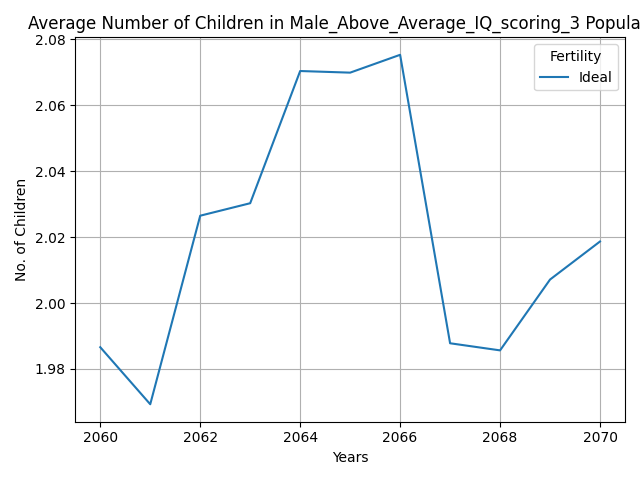 Average Number of Children in Male_Above_Average_IQ_scoring_3 Popula
2.08
2.06
2.04
2.02
2.00
1.98
No. of Children
Fertility
Ideal
2060 2062 2064 2066 2068 2070
Years